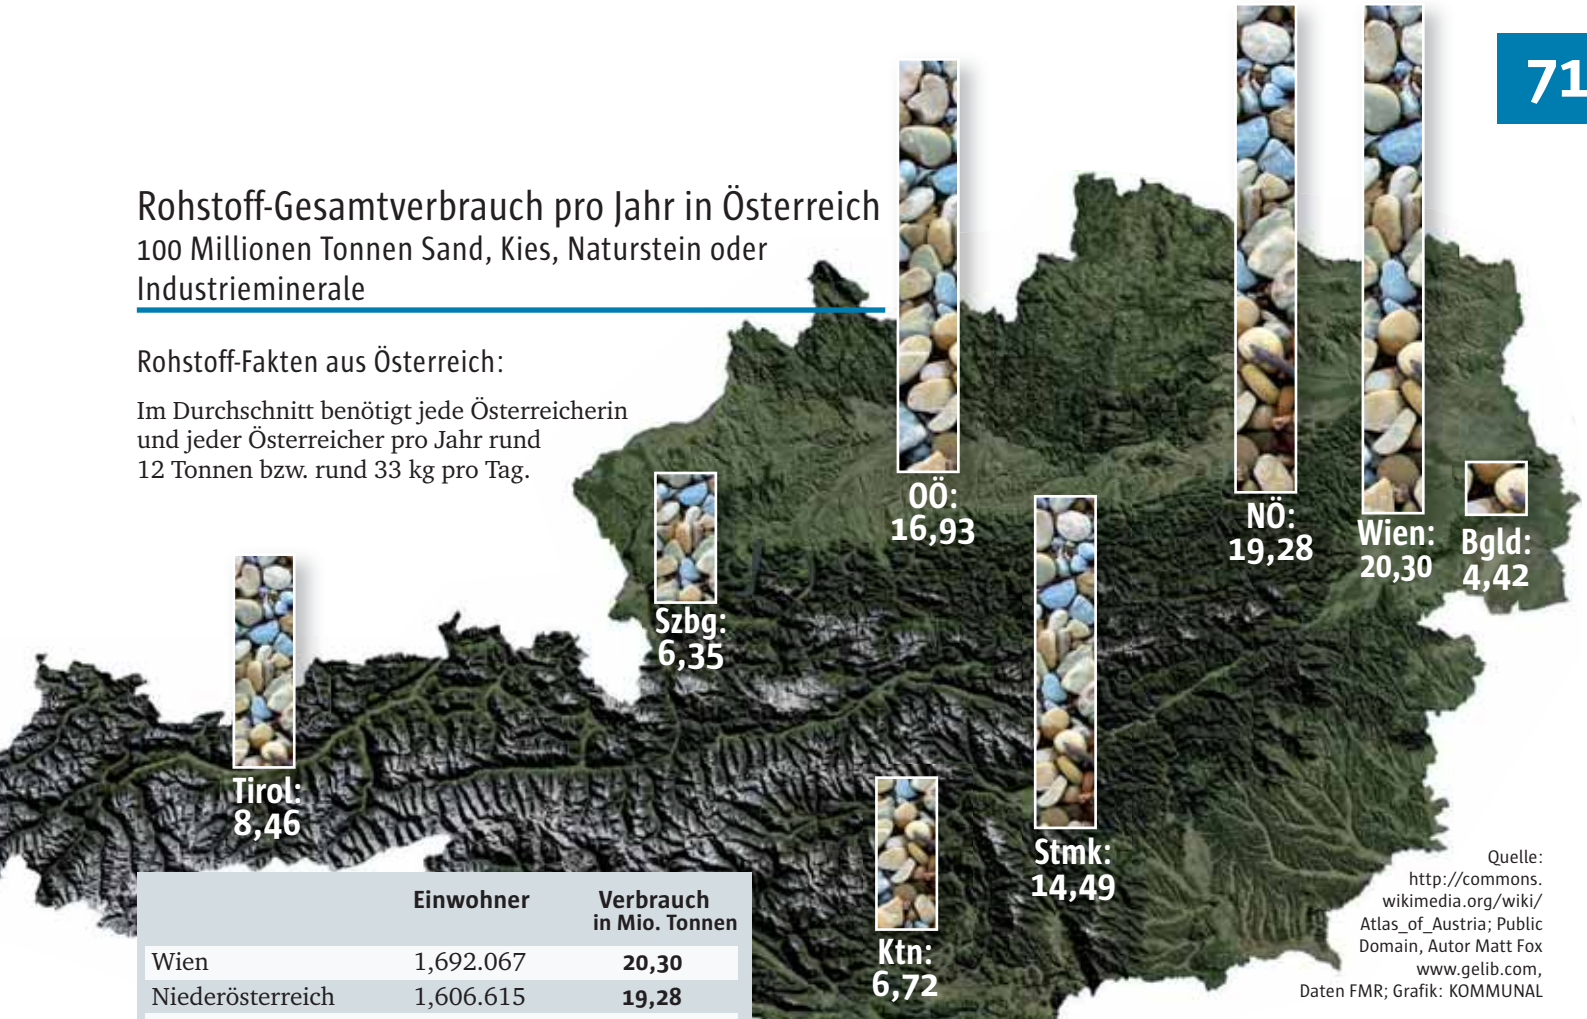 71
Rohstoff-Gesamtverbrauch pro Jahr in Österreich
100 Millionen Tonnen Sand, Kies, Naturstein oder
Industrieminerale
Rohstoff-Fakten aus Österreich:
Im Durchschnitt benötigt jede Österreicherin
und jeder Österreicher pro Jahr rund
12 Tonnen bzw. rund 33 kg pro Tag.
OÖ:
16,93
NÖ:
19,28
Wien:
20,30
Bgld:
4,42
Szbg:
6,35
Tirol:
8,46
Stmk:
14,49
Ktn:
6,72
Einwohner Verbrauch
in Mio. Tonnen
Wien 1,692.067 20,30
Niederösterreich 1,606.615 19,28
Quelle:
http://commons.
wikimedia.org/wiki/
Atlas_of_Austria; Public
Domain, Autor Matt Fox
www.gelib.com,
Daten FMR; Grafik: KOMMUNAL